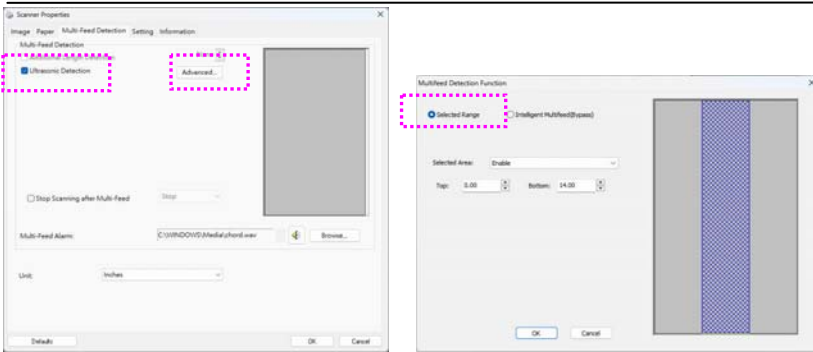 Scanner Properties
Image Paper Multi-Feed Detection Setting Information
Multi-Feed Detection
Ultrasonic Detection
Advanced...
Stop Scanning after Multi-Feed
Stop
Multi-Feed Alarm:
C:\WINDOWS\Media\chord.wav
Browse...
Unit:
Inches
Defaults
OK
Cancel
Multifeed Detection Function
Selected Range
Intelligent Multifeed(Bypass)
Selected Area:
Enable
Top:
0.00
Bottom:
14.00
OK
Cancel